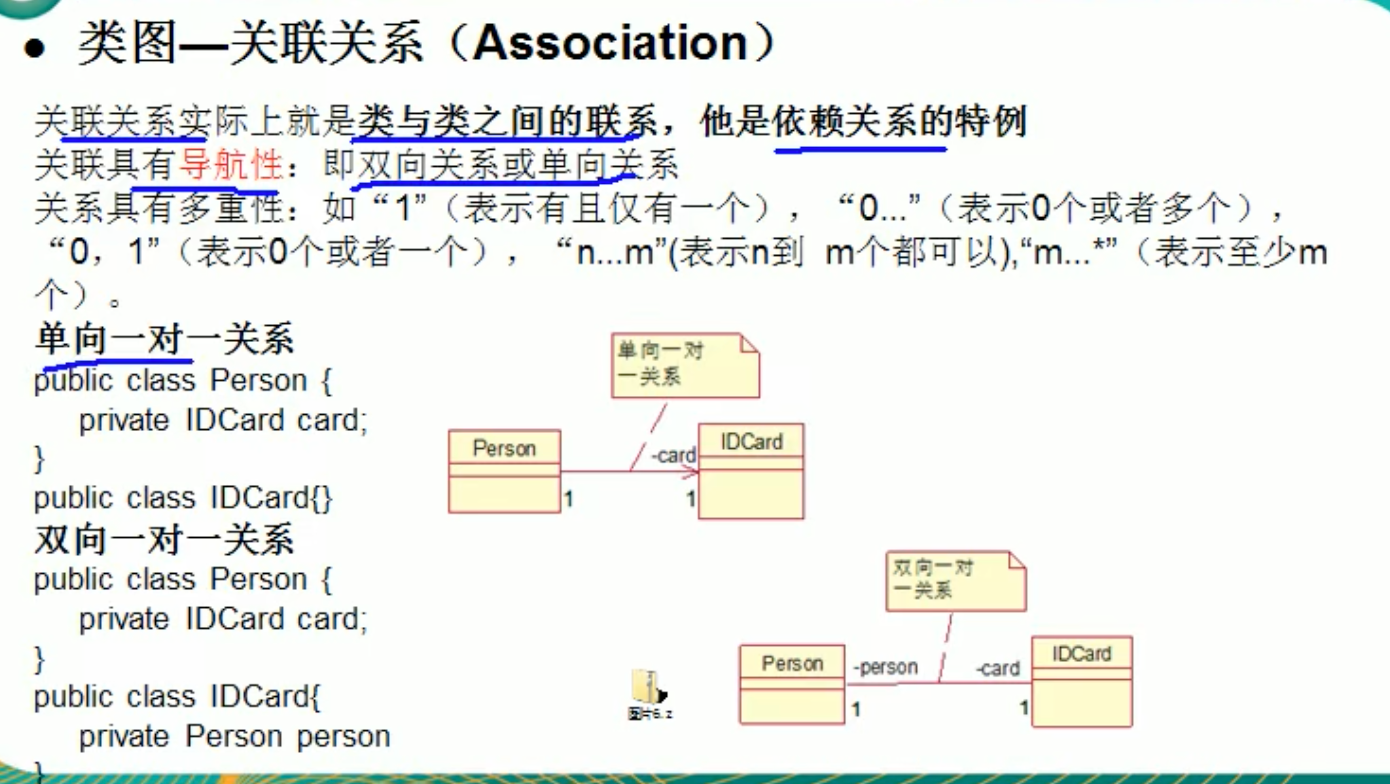 ● 类图—关联关系（Association）
关联关系实际上就是类与类之间的联系，他是依赖关系的特例
关联具有导航性：即双向关系或单向关系
关系具有多重性：如“1”（表示有且仅有一个），“0...”（表示0个或者多个），
“0，1”（表示0个或者一个），“n...m”(表示n到 m个都可以),“m...*”（表示至少m
个）。
单向一对一关系
public class Person {
private IDCard card;
}
public class IDCard{}
双向一对一关系
public class Person {
private IDCard card;
}
public class IDCard{
private Person person
}
单向一对
一关系
Person
-card
IDCard
1
1
双向一对
一关系
Person
-person
-card
IDCard
1
1
图片6.z